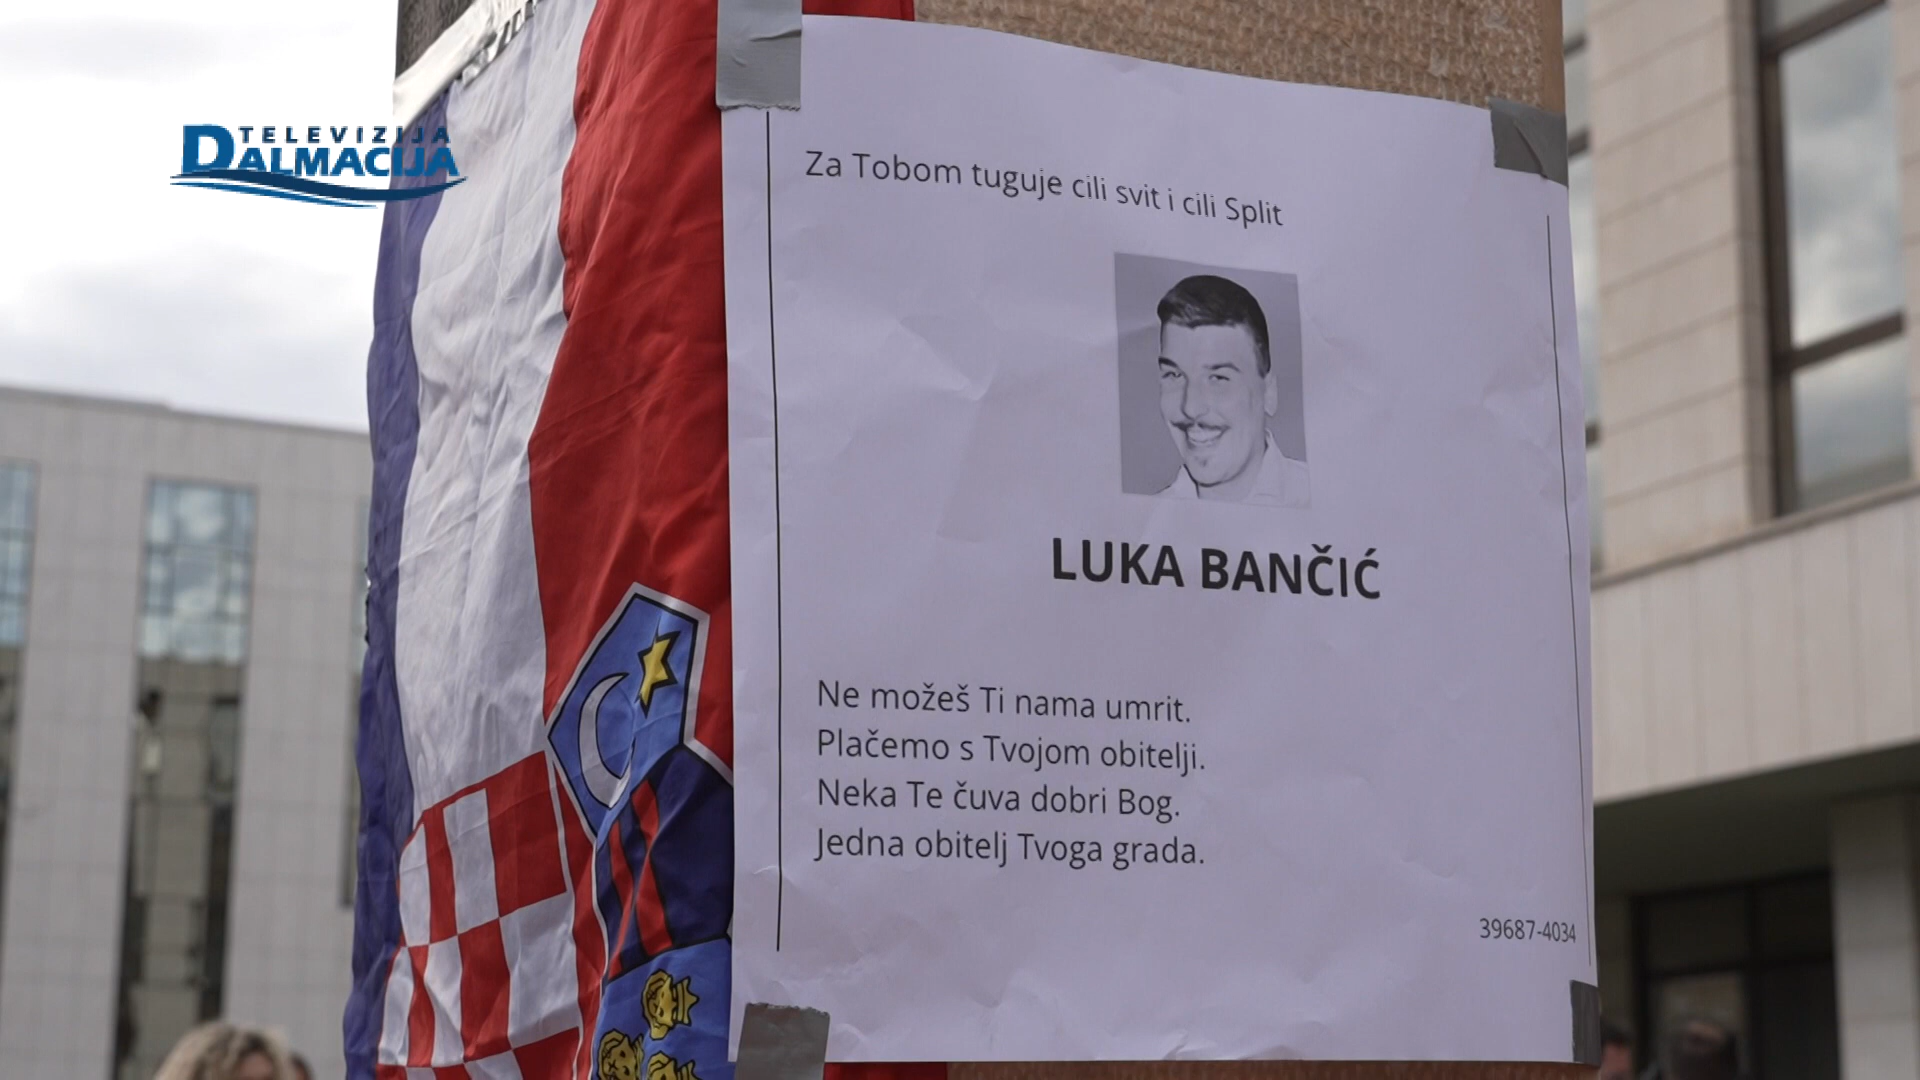 TELEVIZIJA
DALMACIJA
Za Tobom tuguje cili svit i cili Split
LUKA BANČIĆ
Ne možeš Ti nama umrit.
Plačemo s Tvojom obitelji.
Neka Te čuva dobri Bog.
Jedna obitelj Tvoga grada.
39687-4034